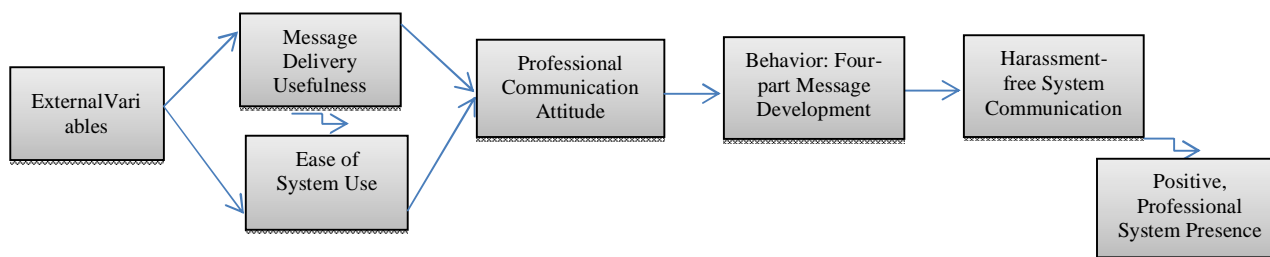 ExternalVari
ables
Message
Delivery
Usefulness
Ease of
System Use
Professional
Communication
Attitude
Behavior: Four-
part Message
Development
Harassment-
free System
Communication
Positive,
Professional
System Presence